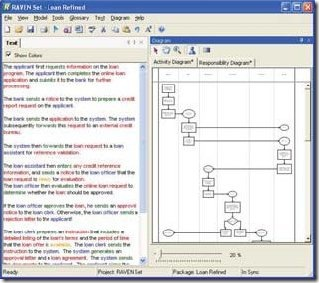 RAVEN Set - Loan Refined
File View Model Tools Glossary Text Diagram Help
Text
Show Colors
The applicant first requests information on the loan
program. The applicant then completes the online loan
application and submits it to the bank for further
processing.
The bank sends a notice to the system to prepare a credit
report request on the applicant.
The bank sends the application to the system. The system
subsequently forwards this request to an external credit
bureau.
The system then forwards the loan request to a loan
assistant for reference validation.
The loan assistant then enters any credit reference
information, and sends a notice to the loan officer that the
loan request is ready for evaluation.
The loan officer then evaluates the online loan request to
determine whether the loan should be approved.
If the loan officer approves the loan, he sends an approval
notice to the loan clerk. Otherwise, the loan officer sends a
rejection letter to the applicant.
The loan clerk prepares an instruction that includes a
detailed listing of the loan's terms and the period of time
that the loan offer is available. The loan clerk sends the
instruction to the system. The system generates an
approval letter and a loan agreement. The system sends
Diagram
Activity Diagram* Responsibility Diagram*
20 %
Ready Project: RAVEN Set Package: Loan Refined In Sync